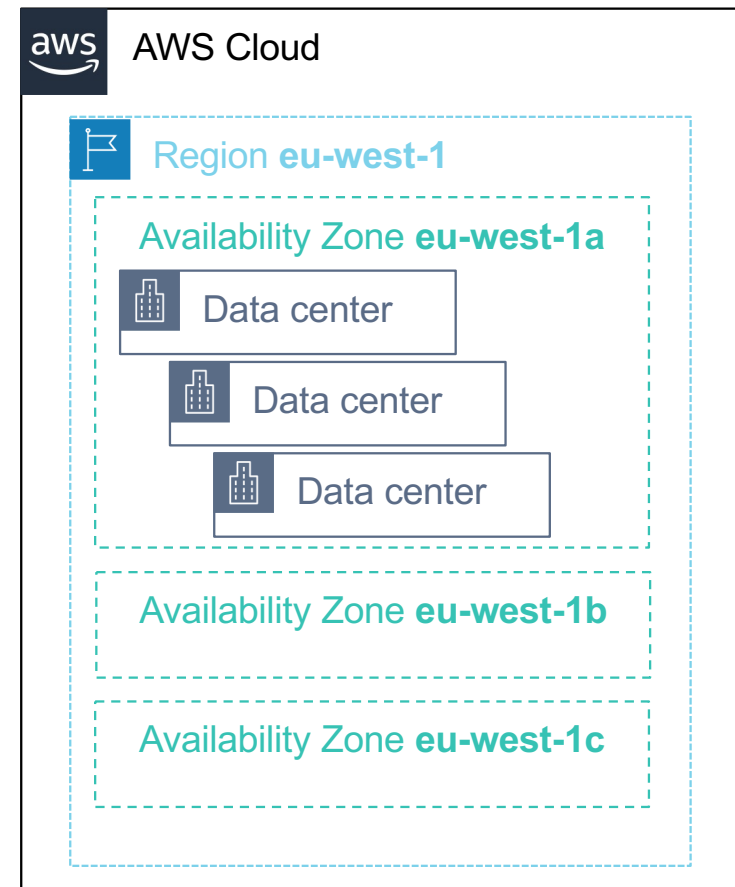 aws
AWS Cloud
Region eu-west-1
Availability Zone eu-west-1a
Data center
Data center
Data center
Availability Zone eu-west-1b
Availability Zone eu-west-1c